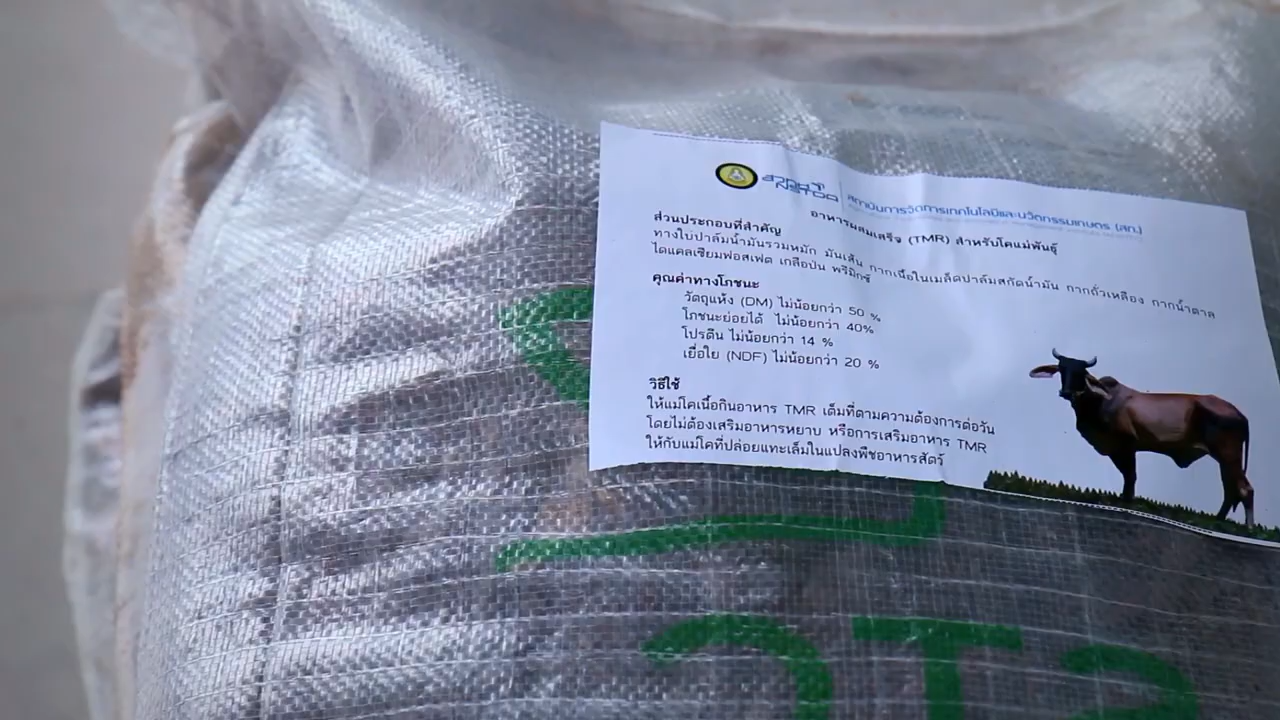 สวทช
NSTDA
สถาบันการจัดการเทคโนโลยีและนวัตกรรมเกษตร (สท.)
อาหารผสมเสร็จ (TMR) สำหรับโคแม่พันธุ์
ส่วนประกอบที่สำคัญ
ทางใบปาล์มน้ำมันรวมหมัก มันเส้น กากเนื้อในเมล็ดปาล์มสกัดน้ำมัน กากถั่วเหลือง กากน้ำตาล
ไดแคลเซียมฟอสเฟต เกลือป่น พรีมิกซ์
คุณค่าทางโภชนะ
วัตถุแห้ง (DM) ไม่น้อยกว่า 50 %
โภชนะย่อยได้ ไม่น้อยกว่า 40%
โปรตีน ไม่น้อยกว่า 14 %
เยื่อใย (NDF) ไม่น้อยกว่า 20 %
วิธีใช้
ให้แม่โคเนื้อกินอาหาร TMR เต็มที่ตามความต้องการต่อวัน
โดยไม่ต้องเสริมอาหารหยาบ หรือการเสริมอาหาร TMR
ให้กับแม่โคที่ปล่อยแทะเล็มในแปลงพืชอาหารสัตว์